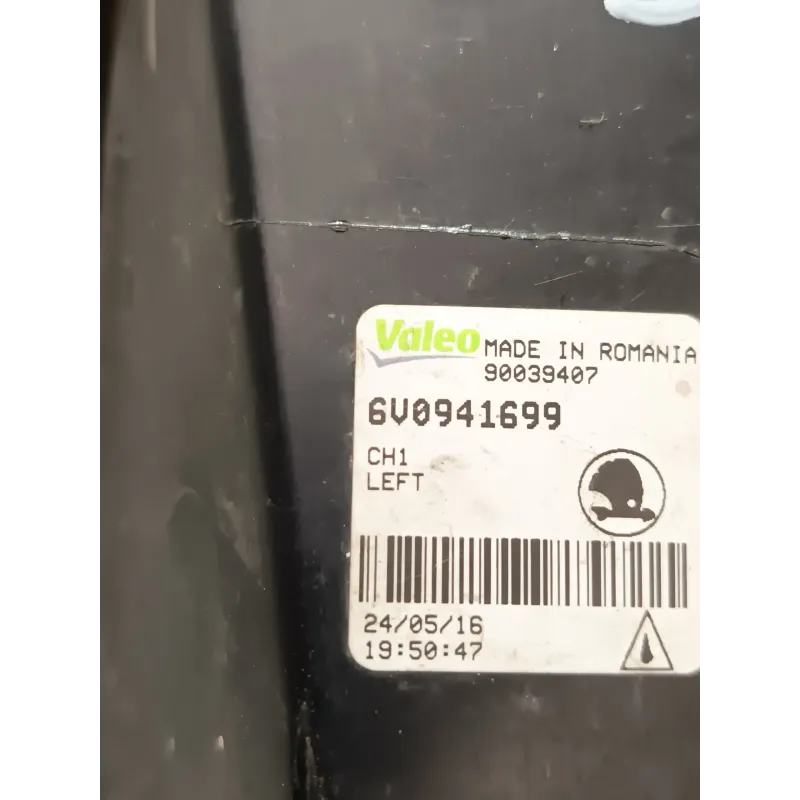 Valeo MADE IN ROMANIA
90039407
6V0941699
CH1
LEFT
24/05/16
19:50:47